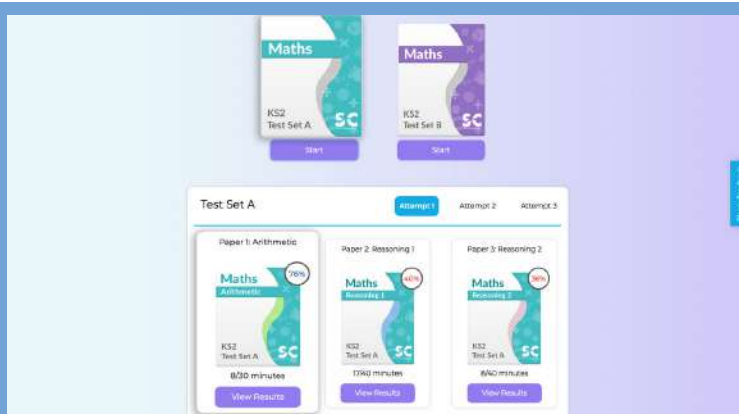 Maths
KS2
Test Set A
SC
Start
Maths
KS2
Test Set B
SC
Start
Test Set A
Attempt 1
Attempt 2
Attempt 3
Paper 1: Arithmetic
76%
Maths
Arithmetic
KS2
Test Set A
SC
8/30 minutes
View Results
Paper 2: Reasoning 1
40%
Maths
Reasoning 1
KS2
Test Set A
SC
17/40 minutes
View Results
Paper 3: Reasoning 2
Maths
Reasoning 2
KS2
Test Set A
SC
8/40 minutes
View Results